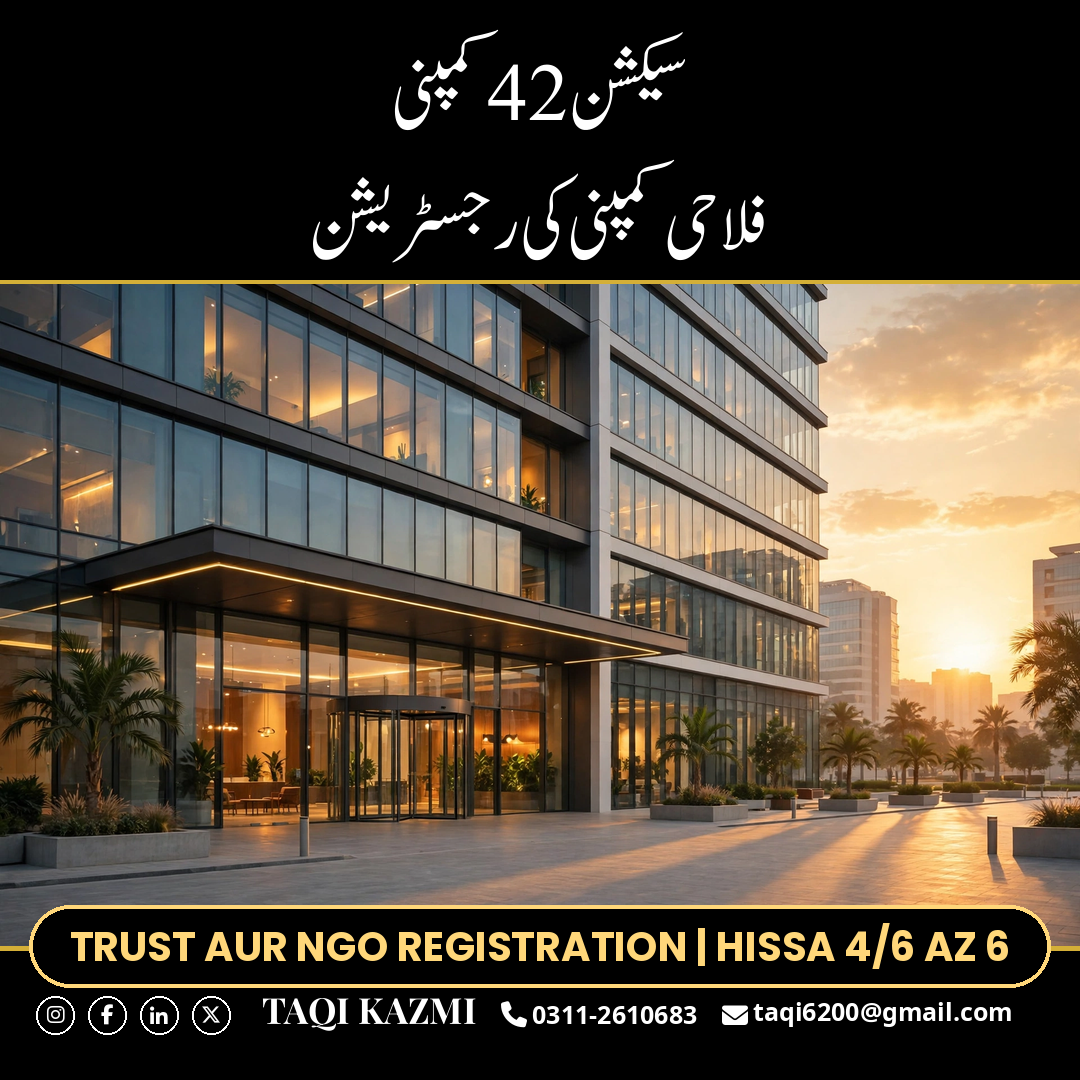 سیکشن 42 کمپنی
فلاحی کمپنی کی رجسٹریشن
TRUST AUR NGO REGISTRATION | HISSA 4/6 AZ 6
TAQI KAZMI 0311-2610683 taqi6200@gmail.com